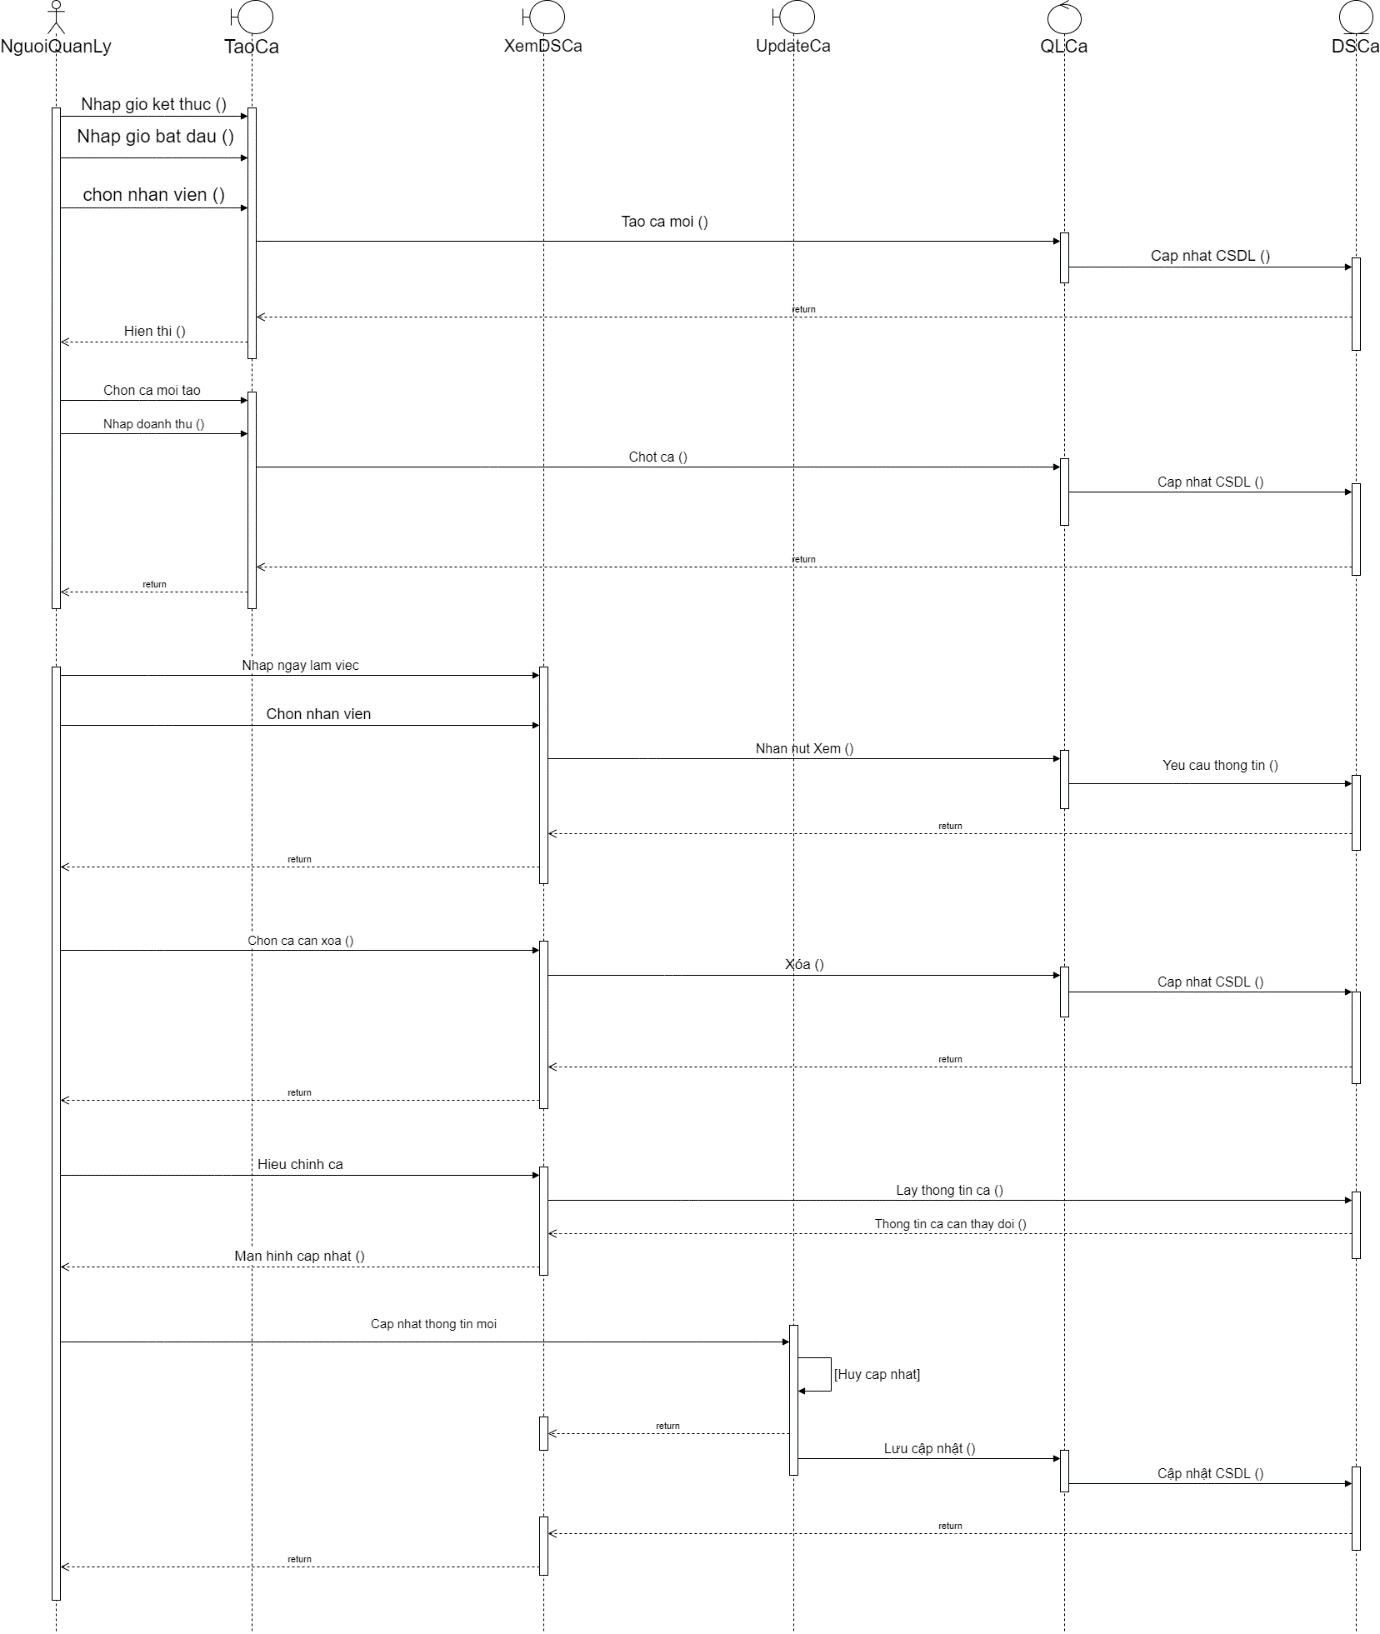 NguoiQuanLy
TaoCa
XemDSCa
UpdateCa
QLCa
DSCa
Nhap gio ket thuc ()
Nhap gio bat dau ()
chon nhan vien ()
Tao ca moi ()
Cap nhat CSDL ()
return
Hien thi ()
Chon ca moi tao
Nhap doanh thu ()
Chot ca ()
Cap nhat CSDL ()
return
return
Nhap ngay lam viec
Chon nhan vien
Nhan nut Xem ()
Yeu cau thong tin ()
return
return
Chon ca can xoa ()
Xóa ()
Cap nhat CSDL ()
return
return
Hieu chinh ca
Lay thong tin ca ()
Thong tin ca can thay doi ()
Man hinh cap nhat ()
Cap nhat thong tin moi
[Huy cap nhat]
return
Lưu cập nhật ()
Cập nhật CSDL ()
return
return